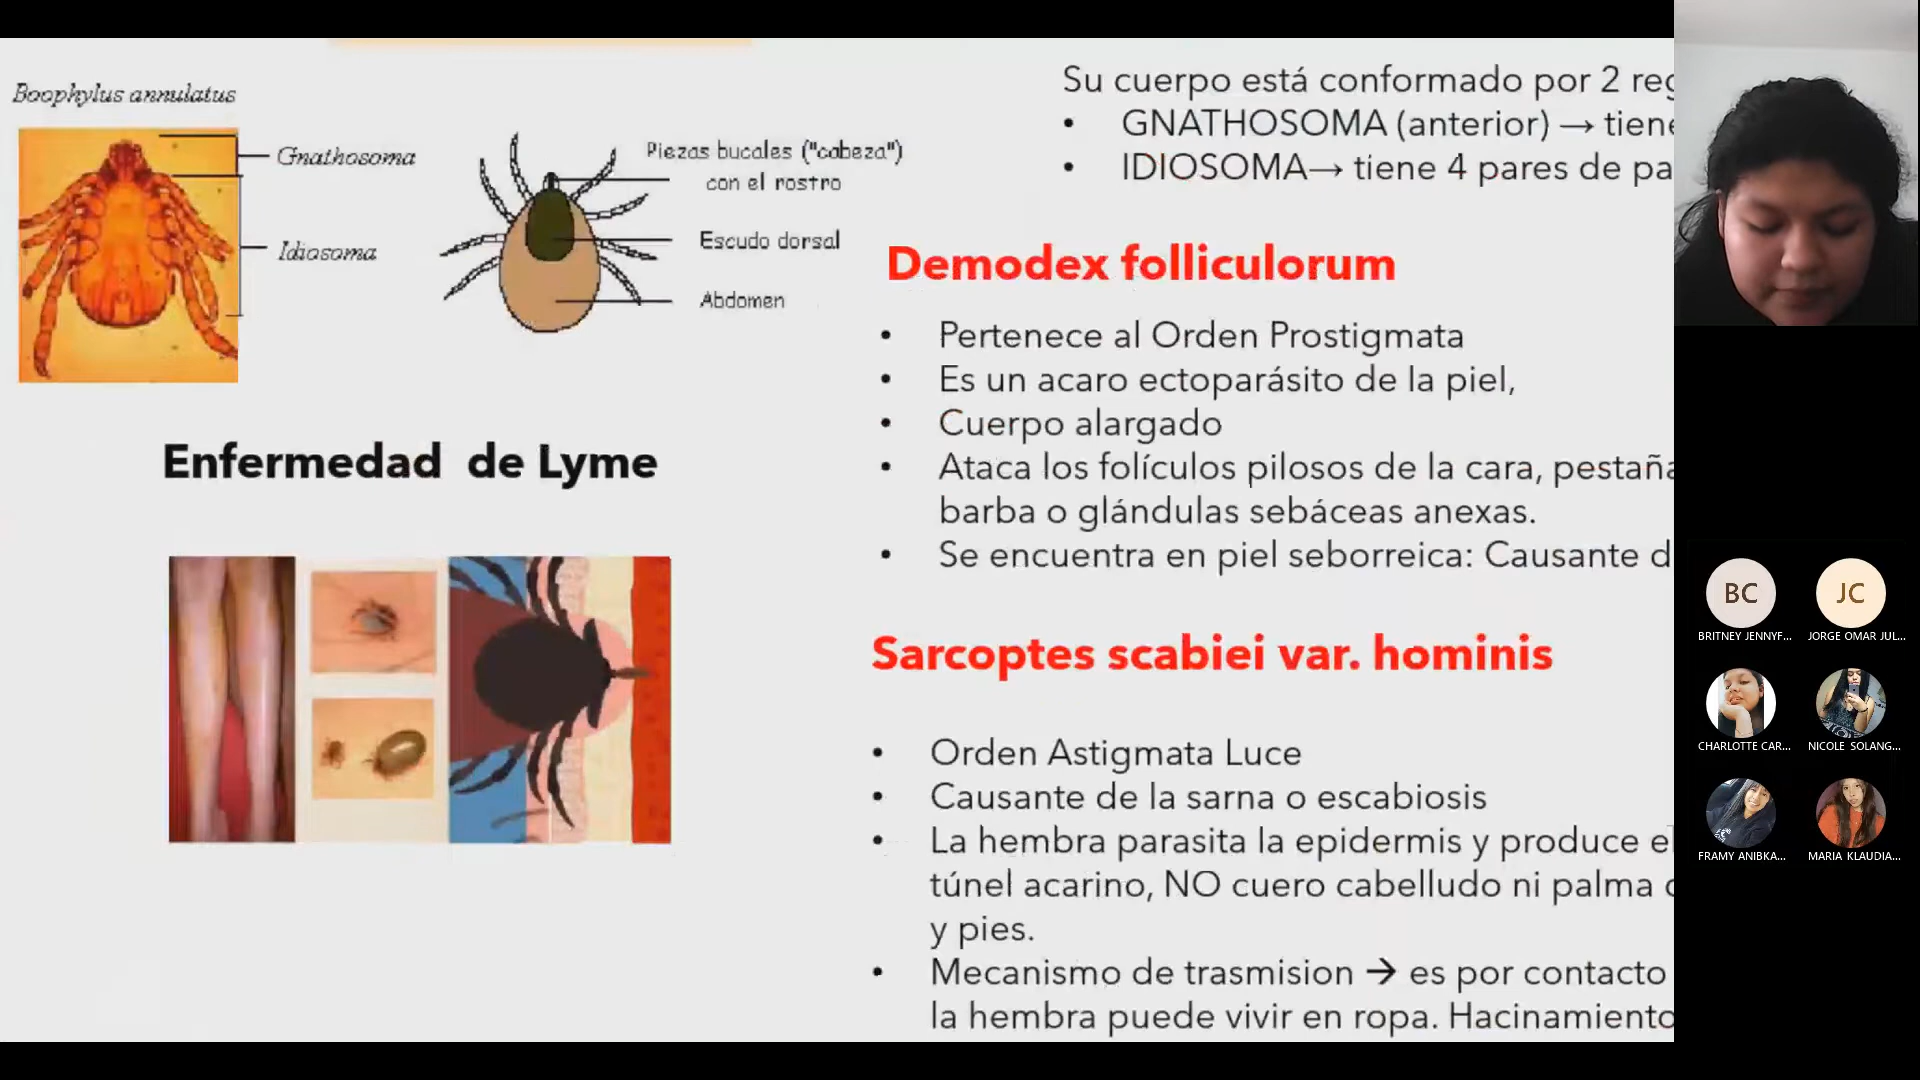 Boophylus annulatus
Gnathosoma
Idiosoma
Piezas bucales ("cabeza")
con el rostro
Escudo dorsal
Abdomen
Enfermedad de Lyme
Su cuerpo está conformado por 2 reg
• GNATHOSOMA (anterior) → tiene
• IDIOSOMA→ tiene 4 pares de pa
Demodex folliculorum
• Pertenece al Orden Prostigmata
• Es un acaro ectoparásito de la piel,
• Cuerpo alargado
• Ataca los folículos pilosos de la cara, pestaña
barba o glándulas sebáceas anexas.
• Se encuentra en piel seborreica: Causante d
Sarcoptes scabiei var. hominis
• Orden Astigmata Luce
• Causante de la sarna o escabiosis
• La hembra parasita la epidermis y produce el
túnel acarino, NO cuero cabelludo ni palma
y pies.
• Mecanismo de trasmision → es por contacto
la hembra puede vivir en ropa. Hacinamiento
BC
BRITNEY JENNYF...
JC
JORGE OMAR JUL...
CHARLOTTE CAR...
NICOLE SOLANG...
FRAMY ANIBKA...
MARIA KLAUDIA...